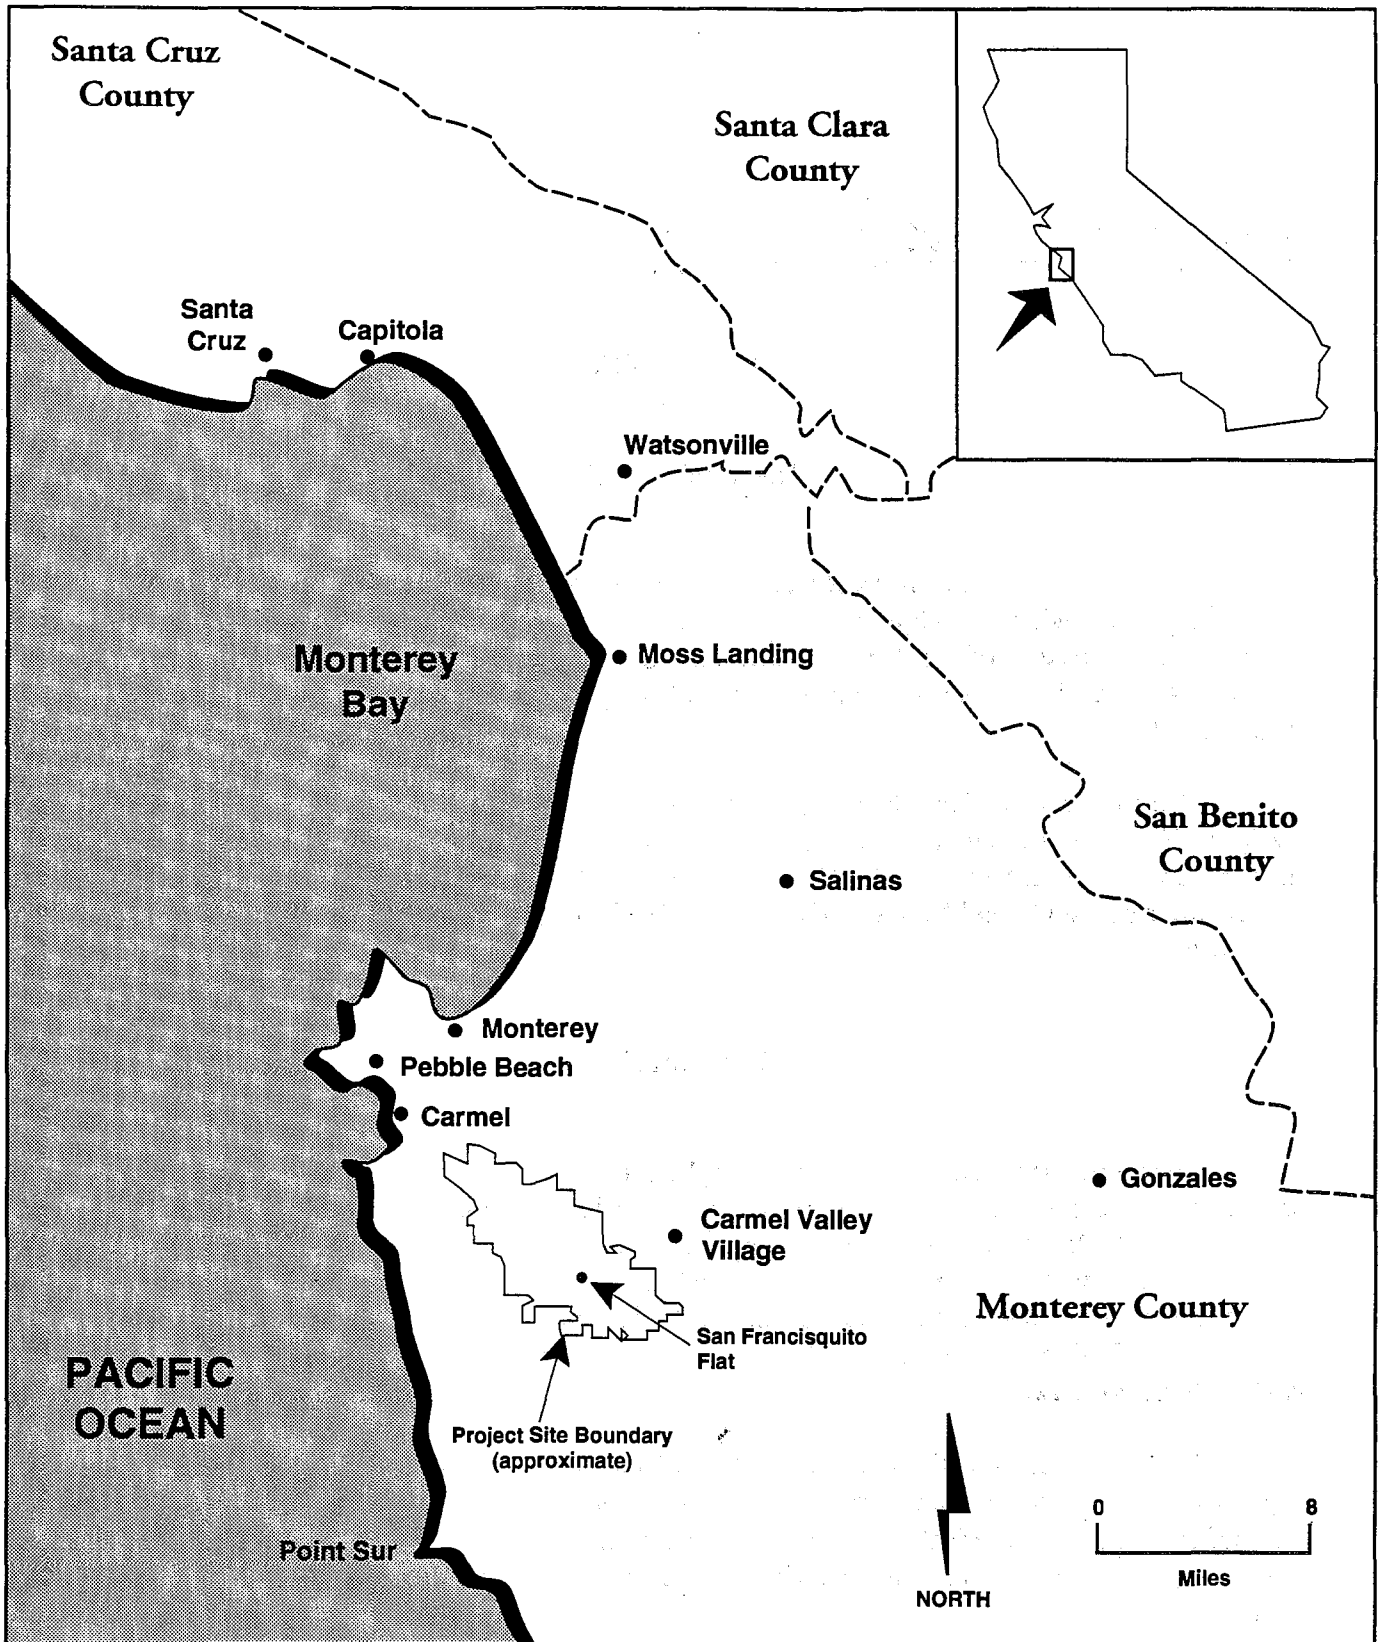 Santa Cruz
County
Santa Clara
County
Santa
Cruz
Capitola
Watsonville
Monterey
Bay
Moss Landing
San Benito
County
Salinas
Monterey
Pebble Beach
Carmel
Gonzales
Carmel Valley
Village
Monterey County
San Francisquito
Flat
PACIFIC
OCEAN
Project Site Boundary
(approximate)
Point Sur
NORTH
0 8
Miles